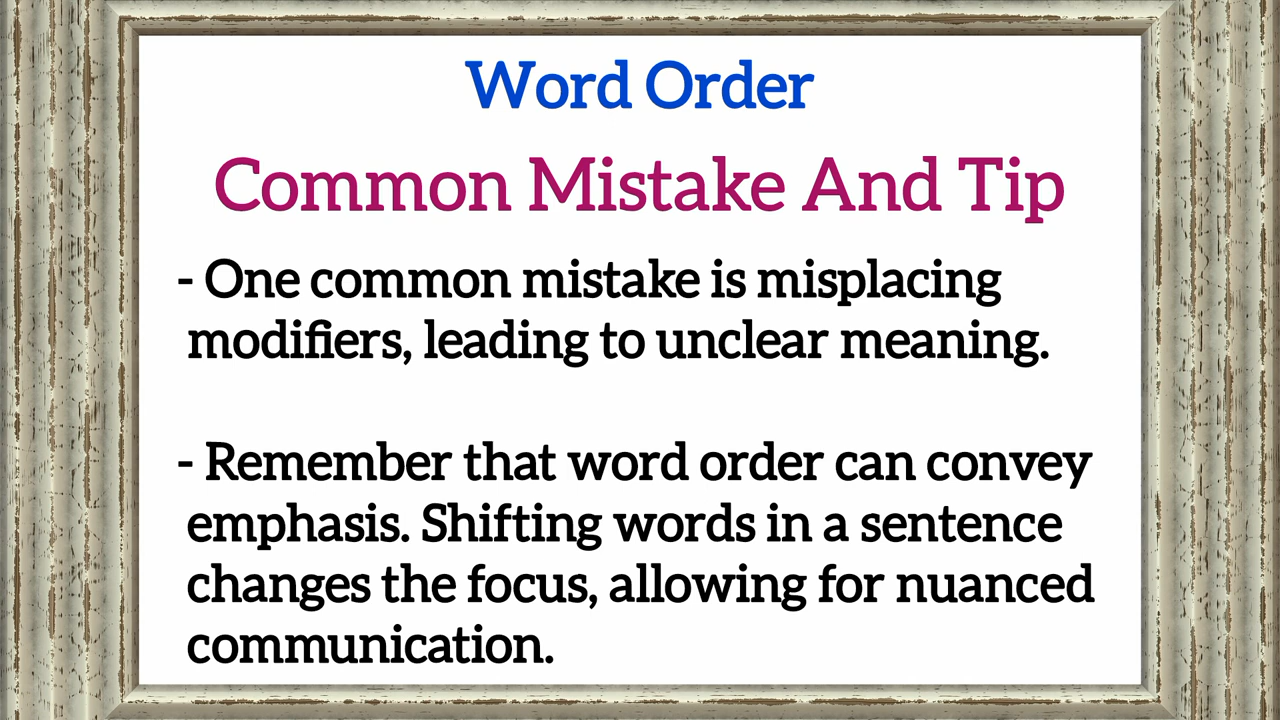 Word Order
Common Mistake And Tip
- One common mistake is misplacing
modifiers, leading to unclear meaning.
- Remember that word order can convey
emphasis. Shifting words in a sentence
changes the focus, allowing for nuanced
communication.